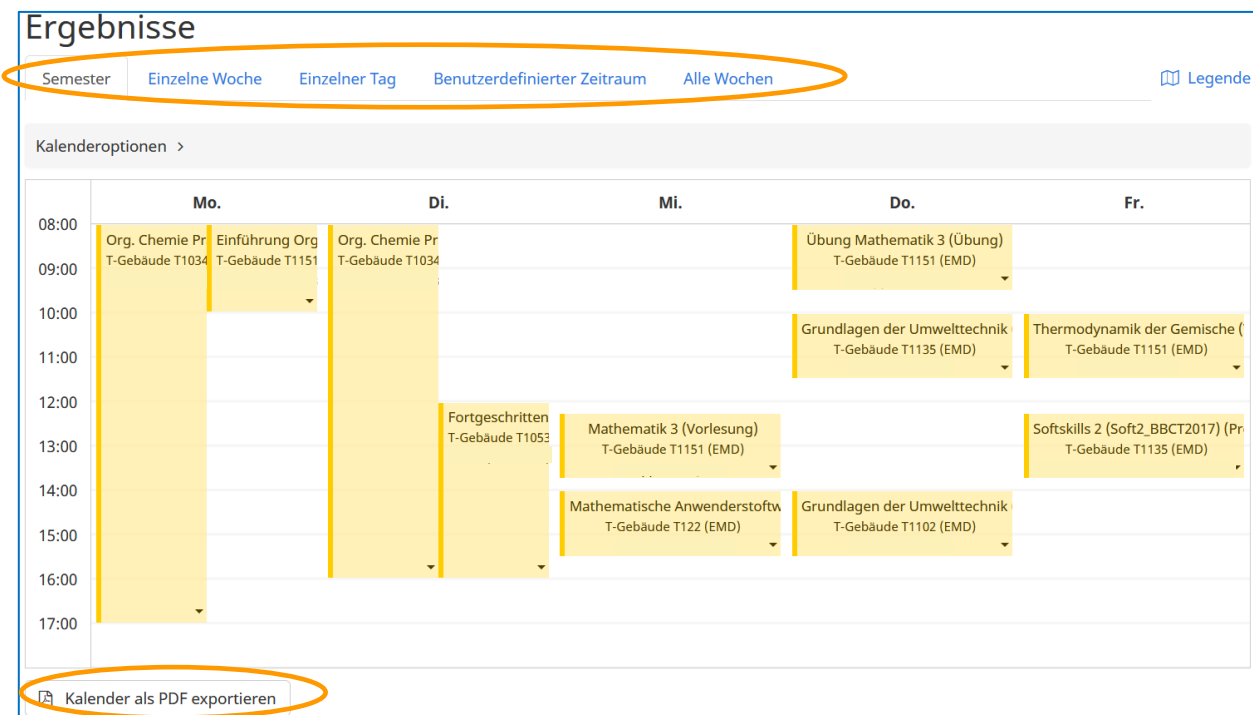 Ergebnisse
Semester Einzelne Woche Einzelner Tag Benutzerdefinierter Zeitraum Alle Wochen Legende
Kalenderoptionen >
Mo. Di. Mi. Do. Fr.
08:00
Org. Chemie Pr
T-Gebäude T1034
Einführung Org
T-Gebäude T1151
Org. Chemie Pr
T-Gebäude T1034
Übung Mathematik 3 (Übung)
T-Gebäude T1151 (EMD)
09:00
10:00
Grundlagen der Umwelttechnik
T-Gebäude T1135 (EMD)
Thermodynamik der Gemische (
T-Gebäude T1151 (EMD)
11:00
12:00
Fortgeschritten
T-Gebäude T1053
Mathematik 3 (Vorlesung)
T-Gebäude T1151 (EMD)
Softskills 2 (Soft2_BBCT2017) (Pr
T-Gebäude T1135 (EMD)
13:00
14:00
Mathematische Anwenderstoftw
T-Gebäude T122 (EMD)
Grundlagen der Umwelttechnik
T-Gebäude T1102 (EMD)
15:00
16:00
17:00
Kalender als PDF exportieren